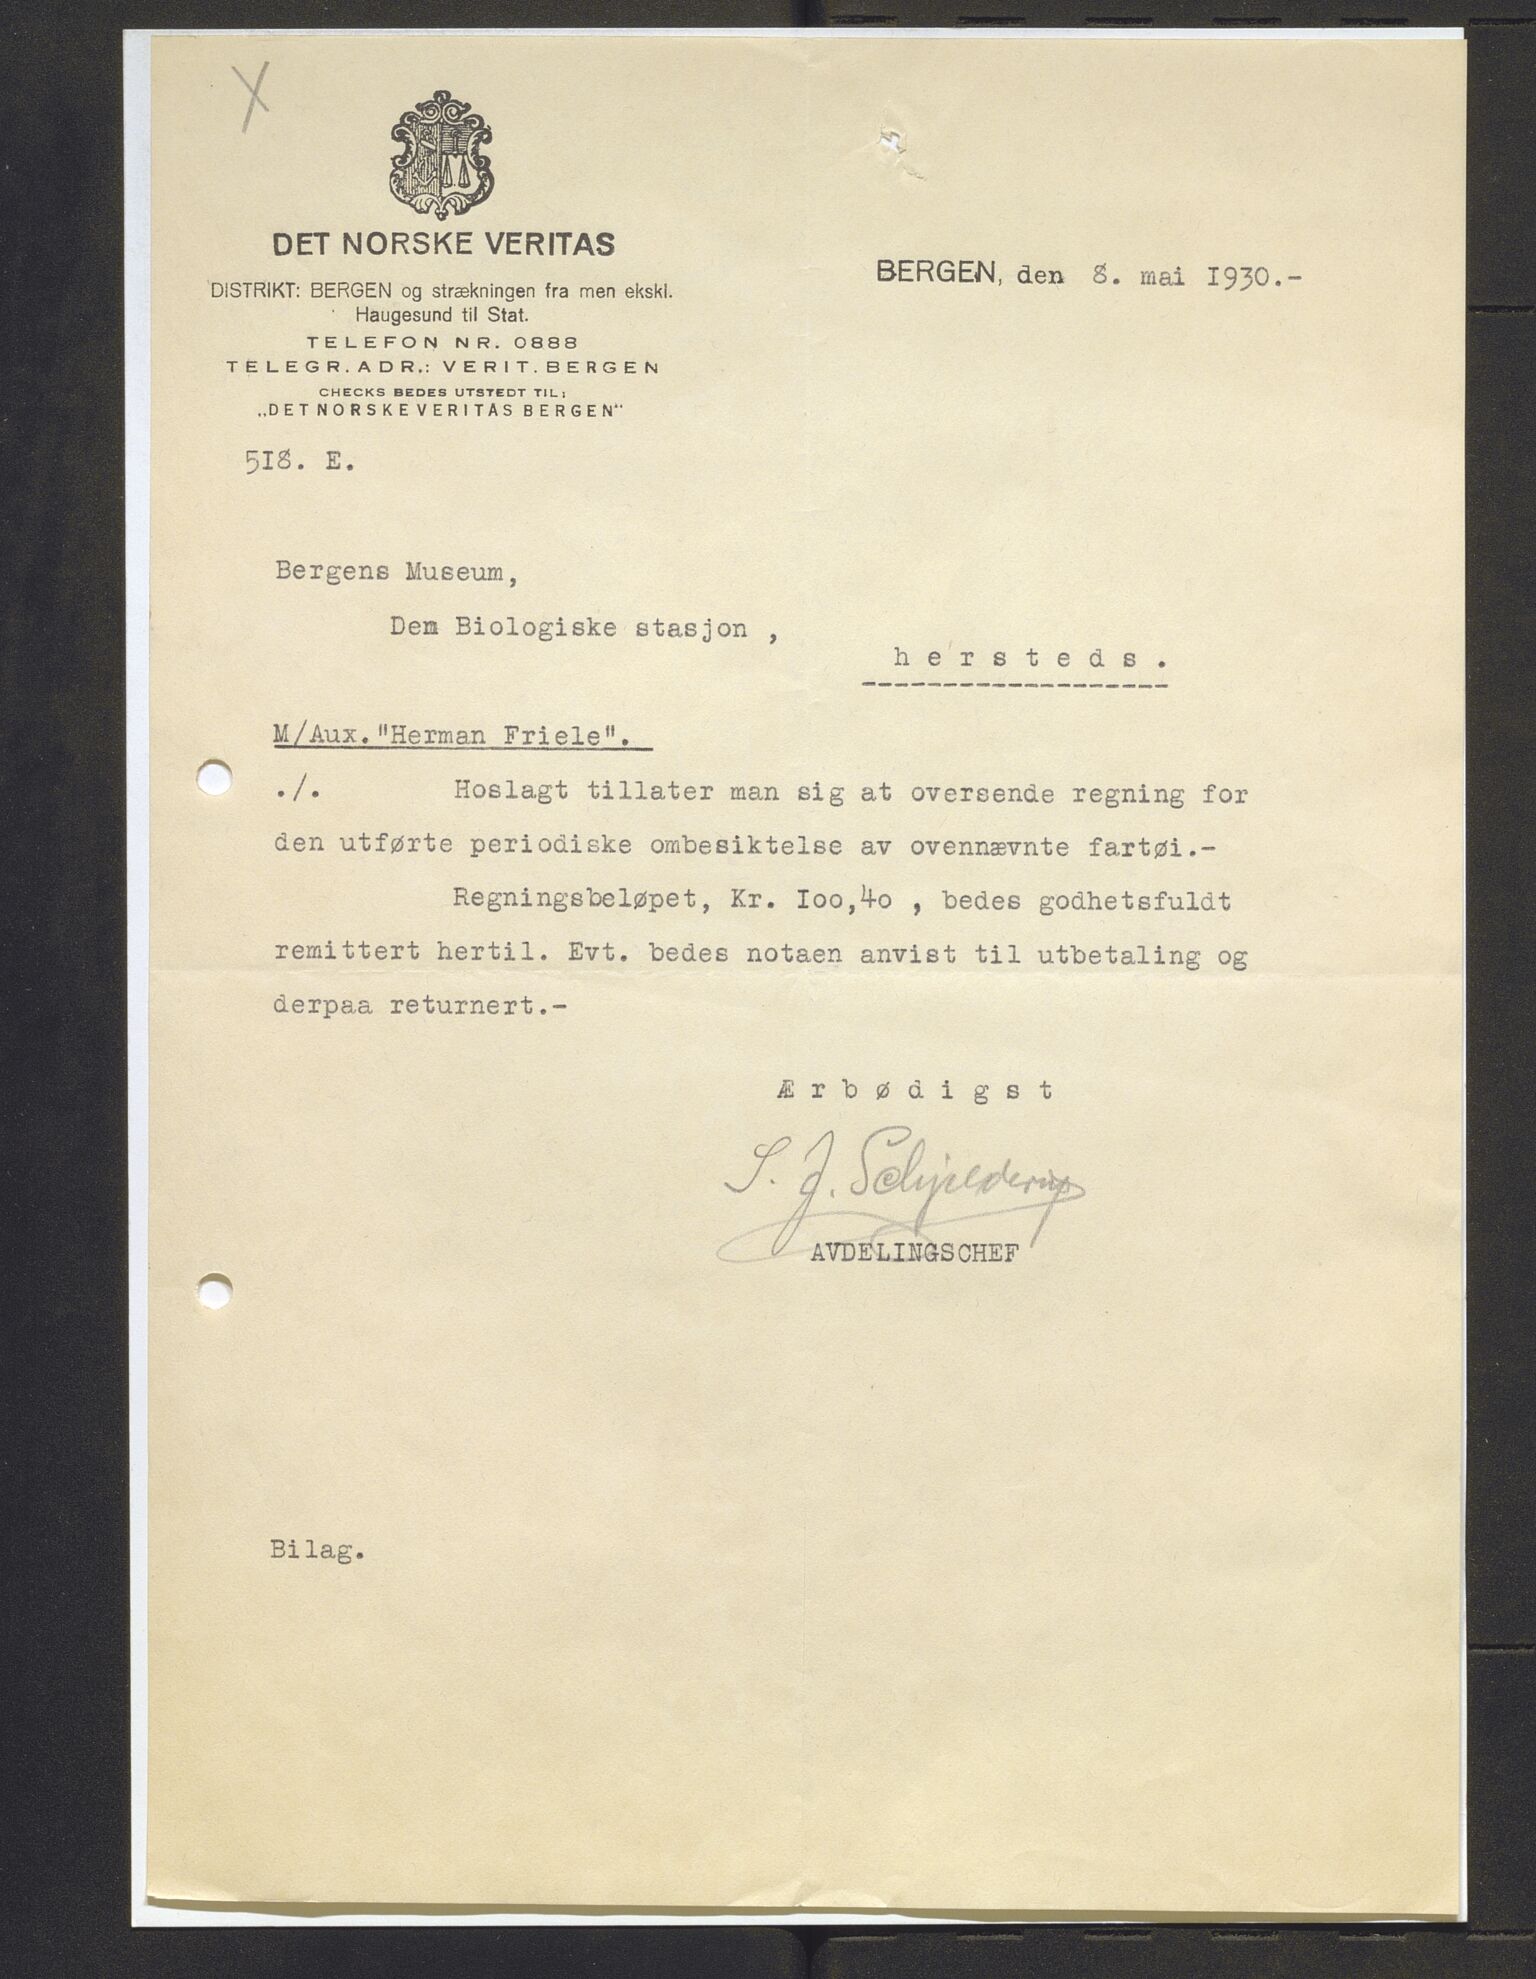 X
DET NORSKE VERITAS
DISTRIKT: BERGEN og strækningen fra men ekskl.
Haugesund til Stat.
TELEFON NR. 0888
TELEGR. ADR.: VERIT. BERGEN
CHECKS BEDES UTSTEDT TIL:
„DET NORSKE VERITAS BERGEN“
BERGEN, den 8. mai 1930.-
518. E.
Bergens Museum,
Den Biologiske stasjon ,
h e r s t e d s .
M/Aux."Herman Friele".
./. Hoslagt tillater man sig at oversende regning for
den utførte periodiske ombesiktelse av ovennævnte fartøi.-
Regningsbeløpet, Kr. Ioo,4o , bedes godhetsfuldt
remittert hertil. Evt. bedes notaen anvist til utbetaling og
derpaa returnert.-
Æ r b ø d i g s t
S. J. Schjelderup
AVDELINGSCHEF
Bilag.